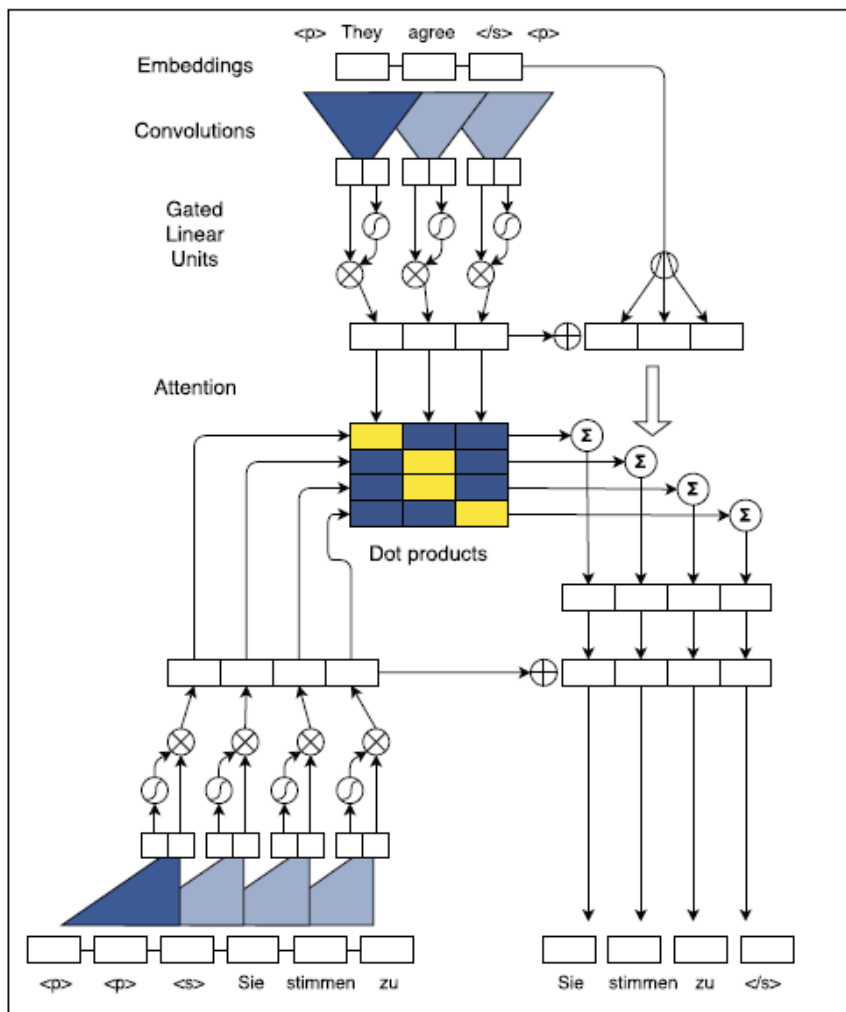 <p> They agree </s> <p>
Embeddings
Convolutions
Gated
Linear
Units
Attention
Σ
Σ
Σ
Σ
Dot products
<p> <p> <s> Sie stimmen zu
Sie stimmen zu </s>